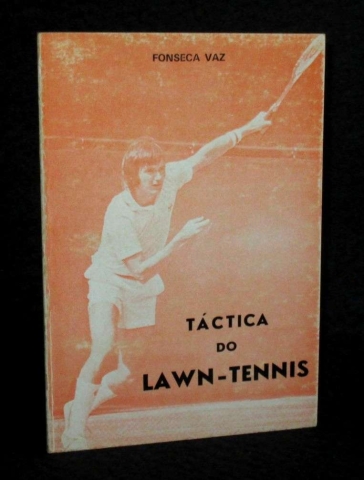 FONSECA VAZ
TÁCTICA
DO
LAWN-TENNIS